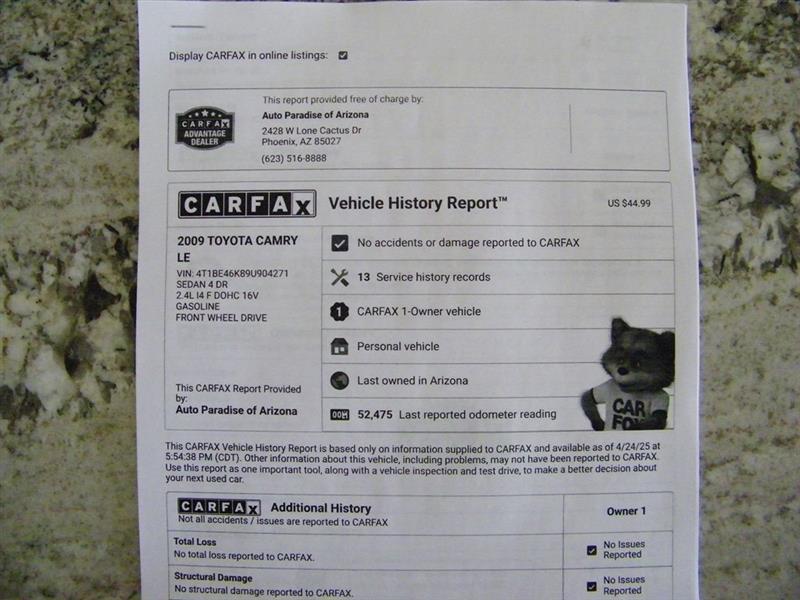 Display CARFAX in online listings:
This report provided free of charge by:
Auto Paradise of Arizona
2428 W Lone Cactus Dr
Phoenix, AZ 85027
(623) 516-8888
CARFAX
ADVANTAGE
DEALER
CARFAX Vehicle History Report™ US $44.99
2009 TOYOTA CAMRY
LE
VIN: 4T1BE46K89U904271
SEDAN 4 DR
2.4L I4 F DOHC 16V
GASOLINE
FRONT WHEEL DRIVE
This CARFAX Report Provided
by:
Auto Paradise of Arizona
No accidents or damage reported to CARFAX
13 Service history records
1 CARFAX 1-Owner vehicle
Personal vehicle
Last owned in Arizona
52,475 Last reported odometer reading
CAR
FOX
This CARFAX Vehicle History Report is based only on information supplied to CARFAX and available as of 4/24/25 at
5:54:38 PM (CDT). Other information about this vehicle, including problems, may not have been reported to CARFAX.
Use this report as one important tool, along with a vehicle inspection and test drive, to make a better decision about
your next used car.
CARFAX Additional History
Not all accidents / issues are reported to CARFAX
Owner 1
Total Loss
No total loss reported to CARFAX.
No Issues
Reported
Structural Damage
No structural damage reported to CARFAX.
No Issues
Reported